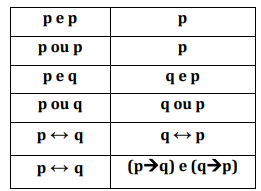 p e p p
p ou p p
p e q q e p
p ou q q ou p
p ↔ q q ↔ p
p ↔ q (p→q) e (q→p)